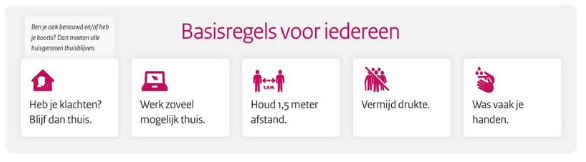 Ben je ook benauwd en/of heb
je koorts? Dan moeten alle
huisgenoten thuisblijven.
Basisregels voor iedereen
Heb je klachten?
Blijf dan thuis.
Werk zoveel
mogelijk thuis.
1,5 M.
Houd 1,5 meter
afstand.
Vermijd drukte.
Was vaak je
handen.